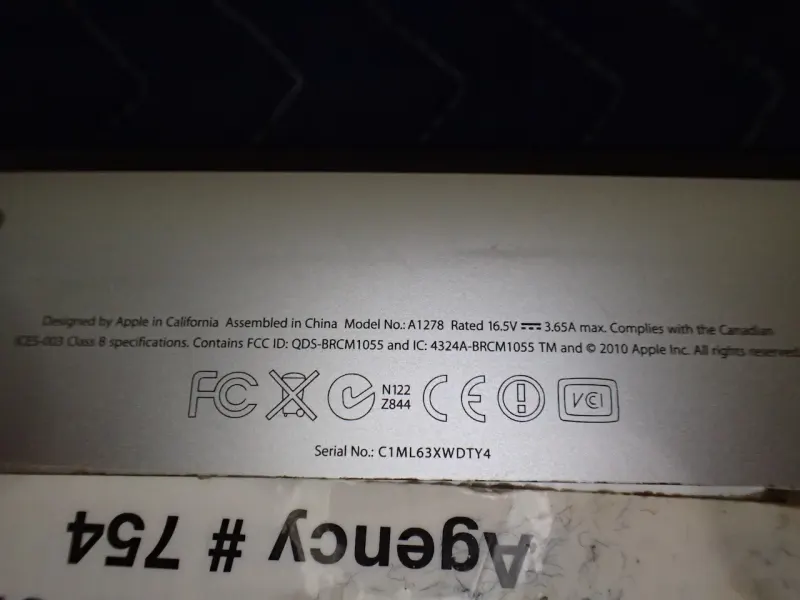 Designed by Apple in California Assembled in China Model No.: A1278 Rated 16.5V 3.65A max. Complies with the Canadian
ICES-003 Class B specifications. Contains FCC ID: QDS-BRCM1055 and IC: 4324A-BRCM1055 TM and © 2010 Apple Inc. All rights reserved.
FC N122 CE VCI
Z844
Serial No.: C1ML63XWDTY4
Agency # 754